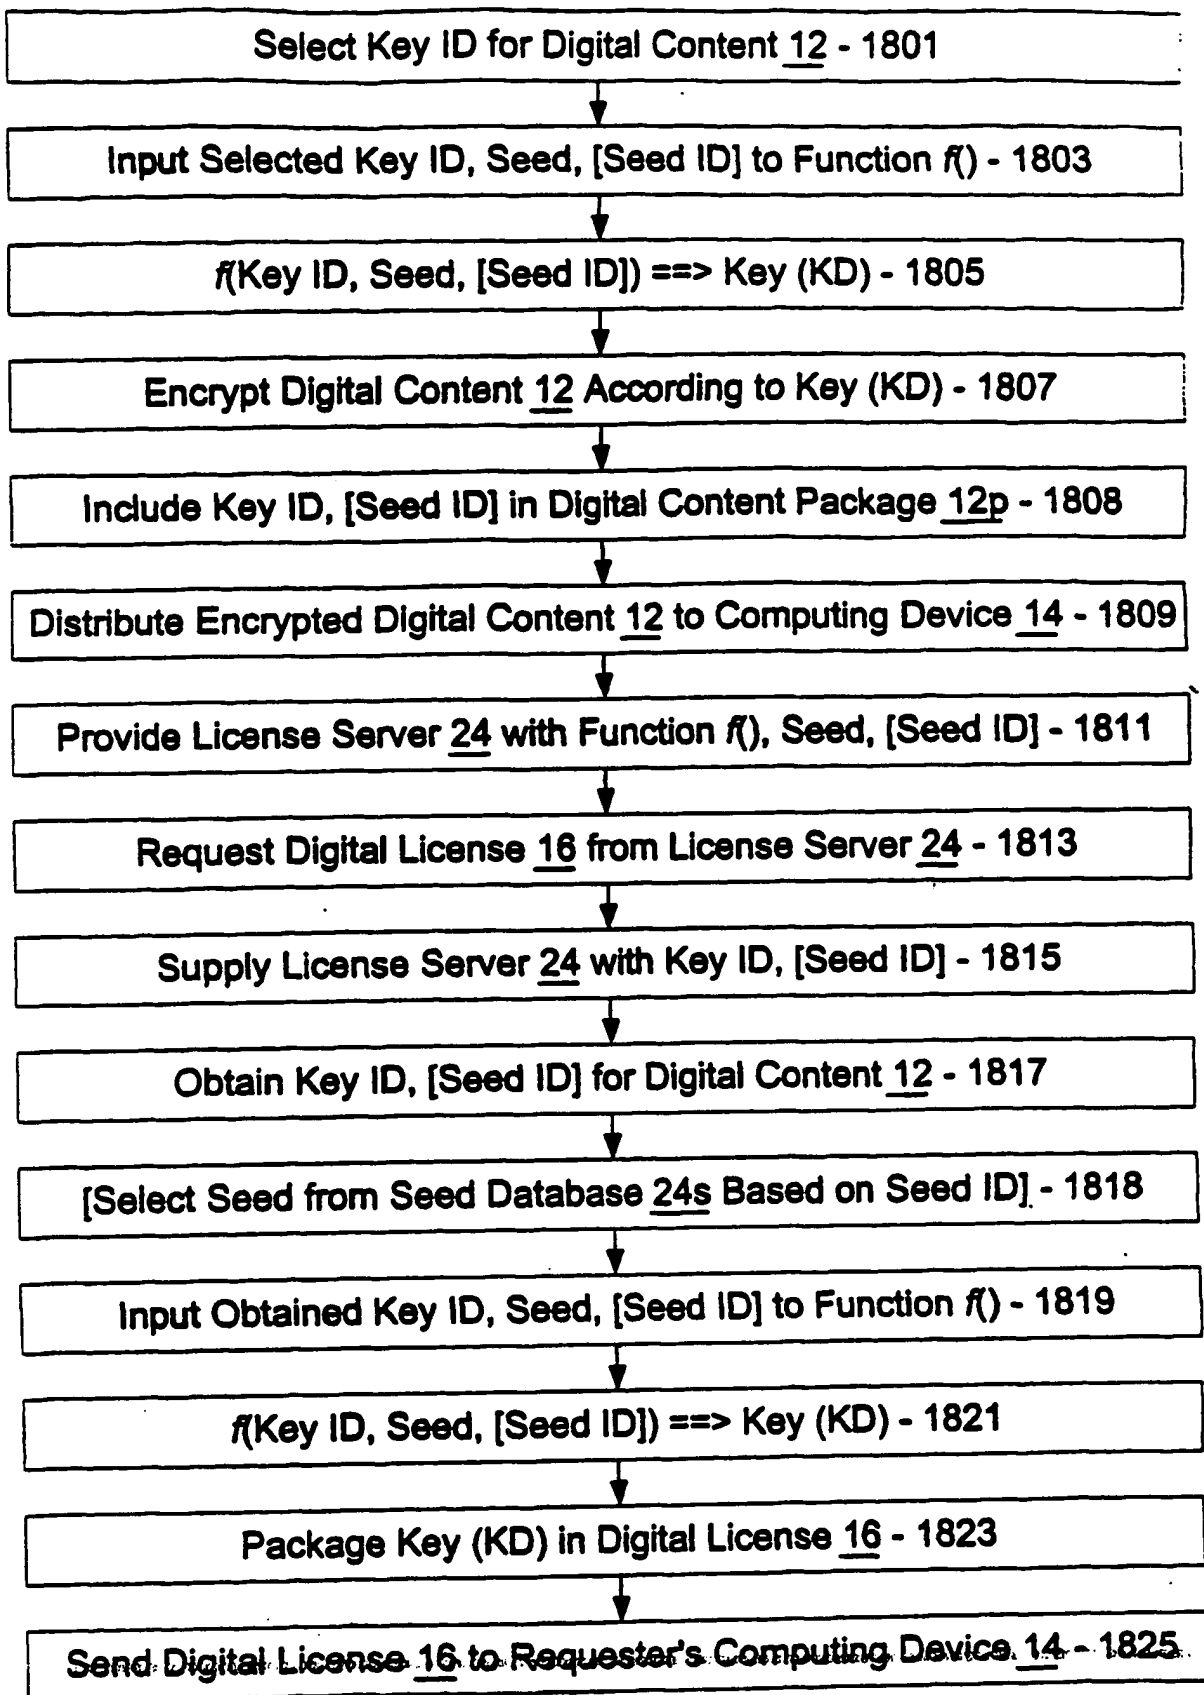 Select Key ID for Digital Content 12 - 1801
Input Selected Key ID, Seed, [Seed ID] to Function f() - 1803
f(Key ID, Seed, [Seed ID]) ==> Key (KD) - 1805
Encrypt Digital Content 12 According to Key (KD) - 1807
Include Key ID, [Seed ID] in Digital Content Package 12p - 1808
Distribute Encrypted Digital Content 12 to Computing Device 14 - 1809
Provide License Server 24 with Function f(), Seed, [Seed ID] - 1811
Request Digital License 16 from License Server 24 - 1813
Supply License Server 24 with Key ID, [Seed ID] - 1815
Obtain Key ID, [Seed ID] for Digital Content 12 - 1817
[Select Seed from Seed Database 24s Based on Seed ID] - 1818
Input Obtained Key ID, Seed, [Seed ID] to Function f() - 1819
f(Key ID, Seed, [Seed ID]) ==> Key (KD) - 1821
Package Key (KD) in Digital License 16 - 1823
Send Digital License 16 to Requester's Computing Device 14 - 1825